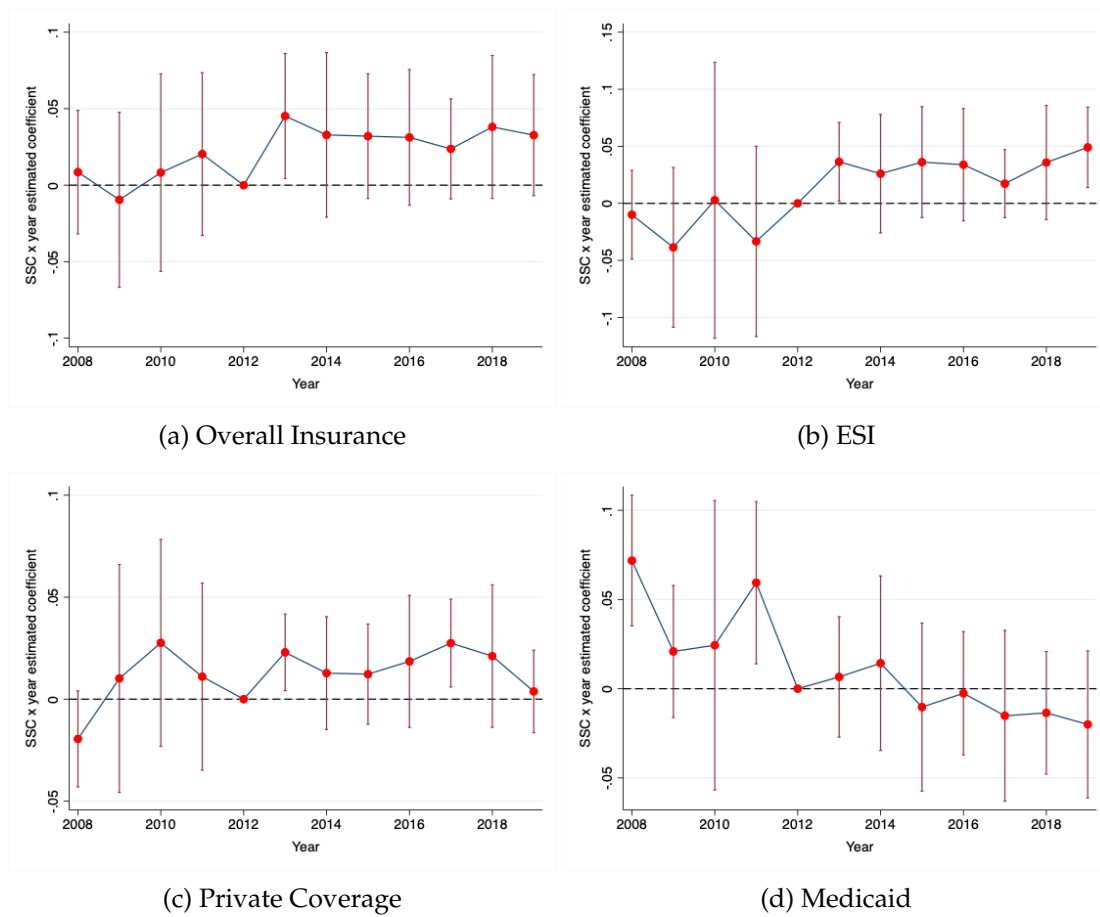 .1
.05
0
-.05
-.1
SSC x year estimated coefficient
2008 2010 2012 2014 2016 2018
Year
(a) Overall Insurance
.15
.1
.05
0
-.05
-.1
SSC x year estimated coefficient
2008 2010 2012 2014 2016 2018
Year
(b) ESI
.1
.05
0
-.05
SSC x year estimated coefficient
2008 2010 2012 2014 2016 2018
Year
(c) Private Coverage
.1
.05
0
-.05
SSC x year estimated coefficient
2008 2010 2012 2014 2016 2018
Year
(d) Medicaid